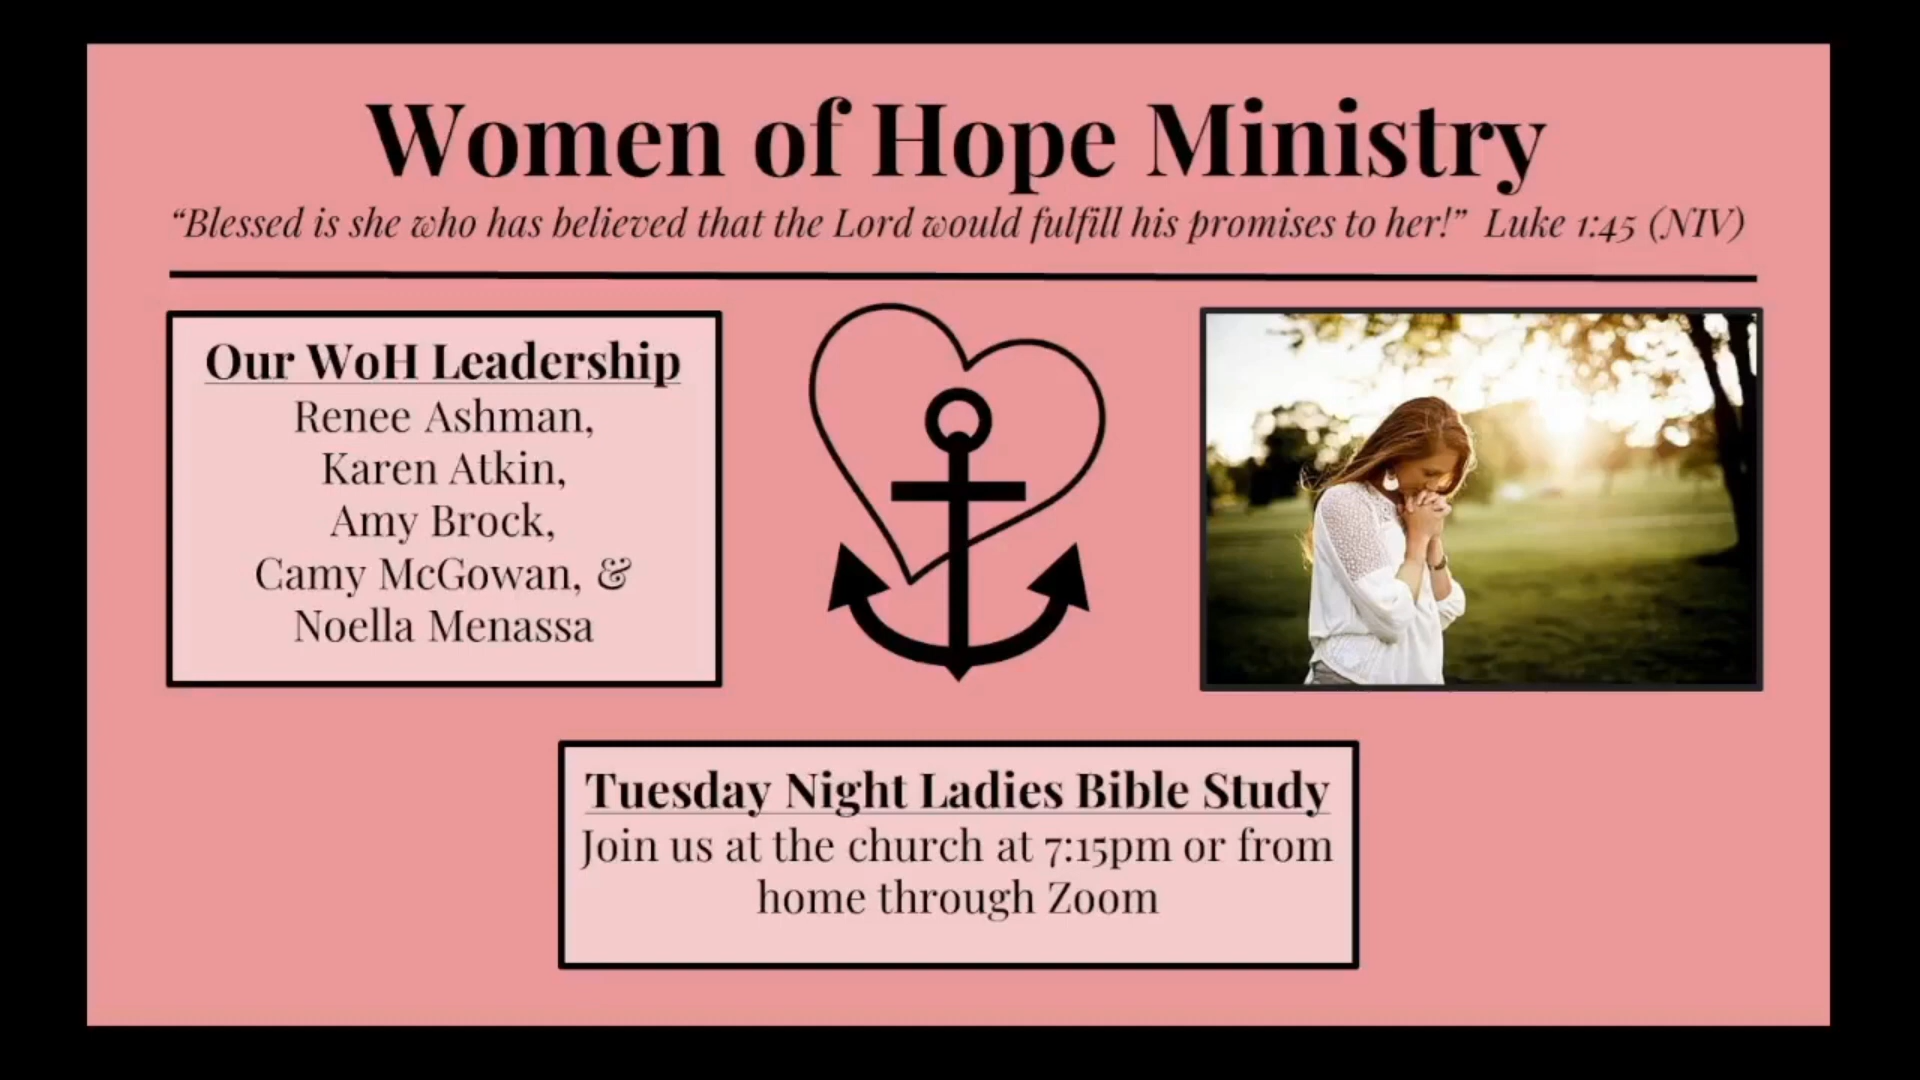 Women of Hope Ministry
“Blessed is she who has believed that the Lord would fulfill his promises to her!” Luke 1:45 (NIV)
Our WoH Leadership
Renee Ashman,
Karen Atkin,
Amy Brock,
Camy McGowan, &
Noella Menassa
Tuesday Night Ladies Bible Study
Join us at the church at 7:15pm or from
home through Zoom